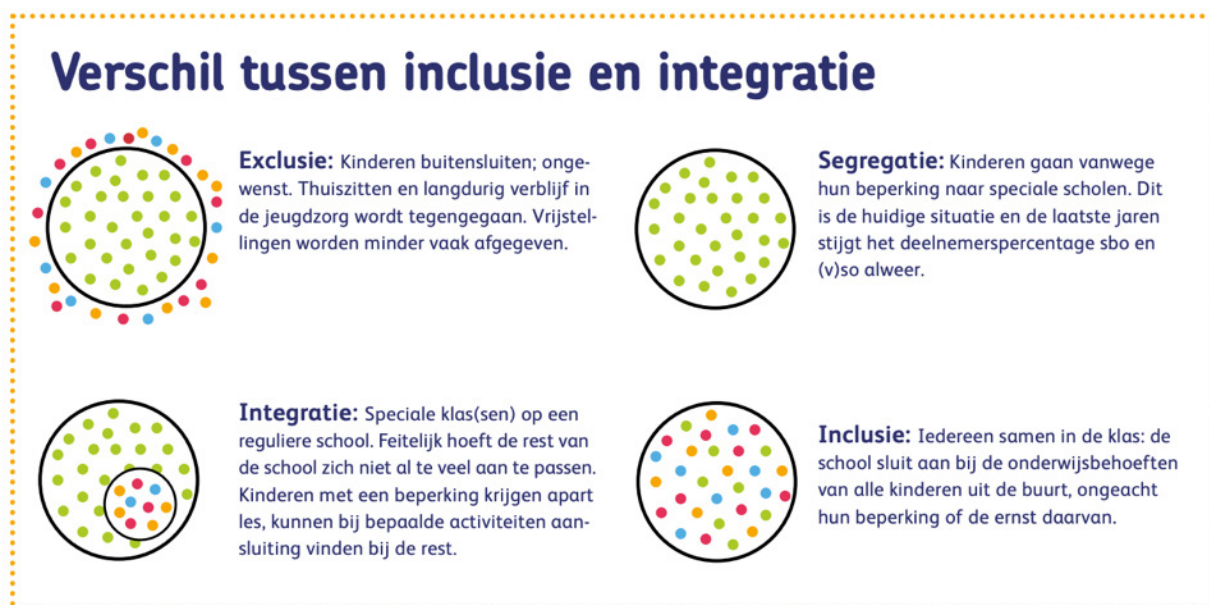 Verschil tussen inclusie en integratie
Exclusie: Kinderen buitensluiten; onge-
wenst. Thuiszitten en langdurig verblijf in
de jeugdzorg wordt tegengegaan. Vrijstel-
lingen worden minder vaak afgegeven.
Segregatie: Kinderen gaan vanwege
hun beperking naar speciale scholen. Dit
is de huidige situatie en de laatste jaren
stijgt het deelnemerspercentage sbo en
(v)so alweer.
Integratie: Speciale klas(sen) op een
reguliere school. Feitelijk hoeft de rest van
de school zich niet al te veel aan te passen.
Kinderen met een beperking krijgen apart
les, kunnen bij bepaalde activiteiten aan-
sluiting vinden bij de rest.
Inclusie: Iedereen samen in de klas: de
school sluit aan bij de onderwijsbehoeften
van alle kinderen uit de buurt, ongeacht
hun beperking of de ernst daarvan.